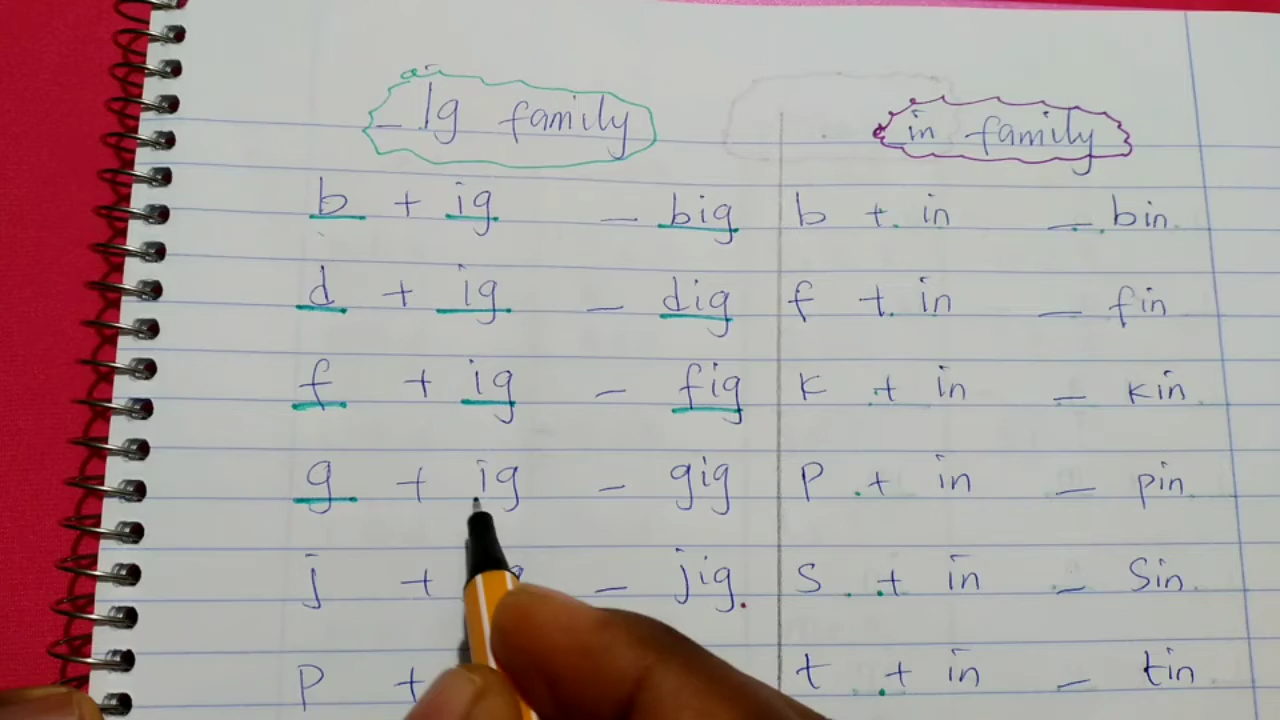 _ Ig family
in family
b + ig – big
b + in – bin
d + ig – dig
f + in – fin
f + ig – fig
k + in – kin
g + ig – gig
p + in – pin
j + – jig
s + in – sin
p +
t + in – tin